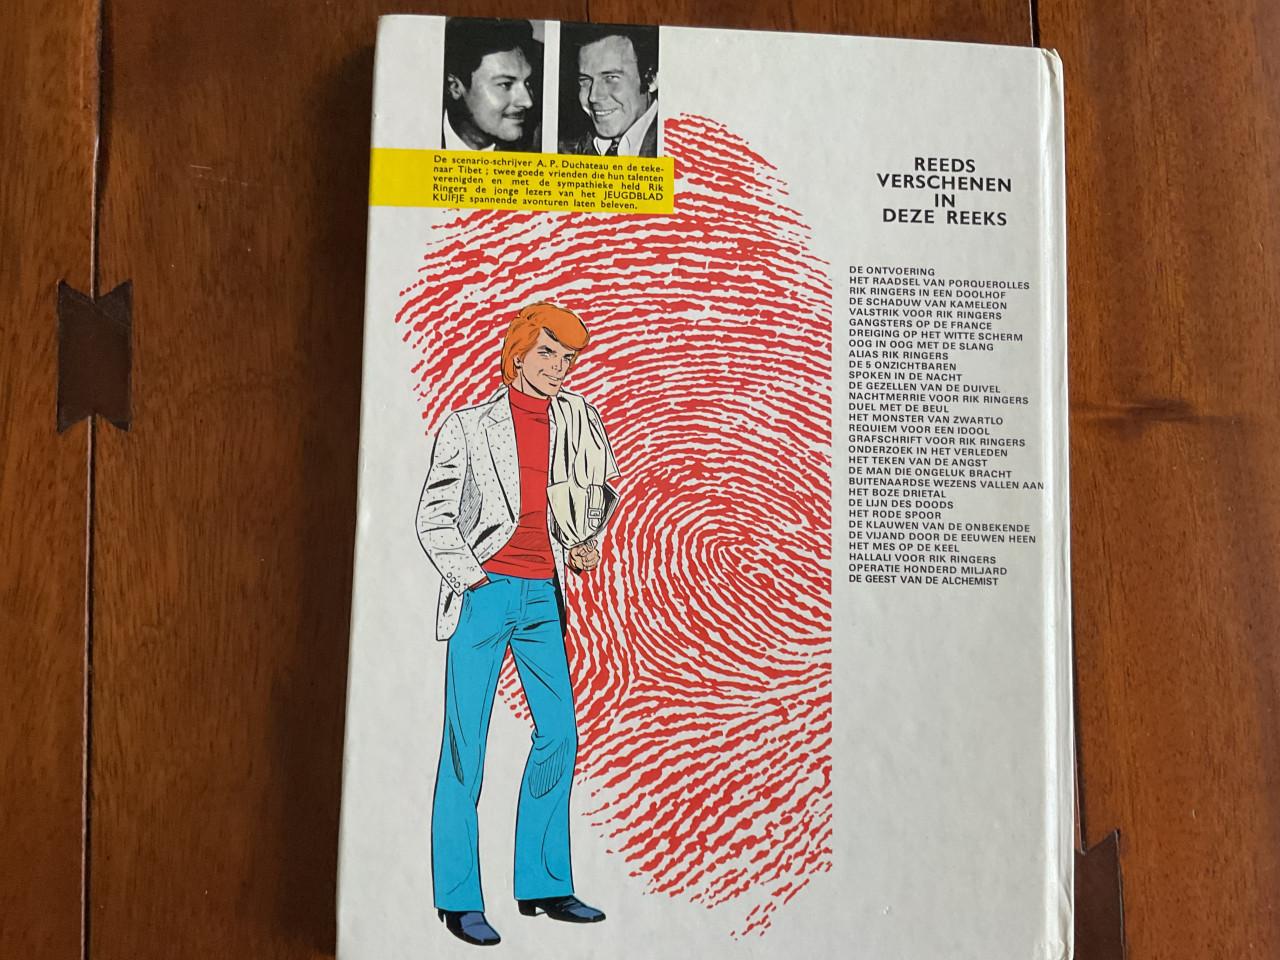 De scenario-schrijver A. P. Duchateau en de teke-
naar Tibet ; twee goede vrienden die hun talenten
verenigden en met de sympathieke held Rik
Ringers de jonge lezers van het JEUGDBLAD
KUIFJE spannende avonturen laten beleven.
REEDS
VERSCHENEN
IN
DEZE REEKS
DE ONTVOERING
HET RAADSEL VAN PORQUEROLLES
RIK RINGERS IN EEN DOOLHOF
DE SCHADUW VAN KAMELEON
VALSTRIK VOOR RIK RINGERS
GANGSTERS OP DE FRANCE
DREIGING OP HET WITTE SCHERM
OOG IN OOG MET DE SLANG
ALIAS RIK RINGERS
DE 5 ONZICHTBAREN
SPOKEN IN DE NACHT
DE GEZELLEN VAN DE DUIVEL
NACHTMERRIE VOOR RIK RINGERS
DUEL MET DE BEUL
HET MONSTER VAN ZWARTLO
REQUIEM VOOR EEN IDOOL
GRAFSCHRIFT VOOR RIK RINGERS
ONDERZOEK IN HET VERLEDEN
HET TEKEN VAN DE ANGST
DE MAN DIE ONGELUK BRACHT
BUITENAARDSE WEZENS VALLEN AAN
HET BOZE DRIETAL
DE LIJN DES DOODS
HET RODE SPOOR
DE KLAUWEN VAN DE ONBEKENDE
DE VIJAND DOOR DE EEUWEN HEEN
HET MES OP DE KEEL
HALLALI VOOR RIK RINGERS
OPERATIE HONDERD MILJARD
DE GEEST VAN DE ALCHEMIST